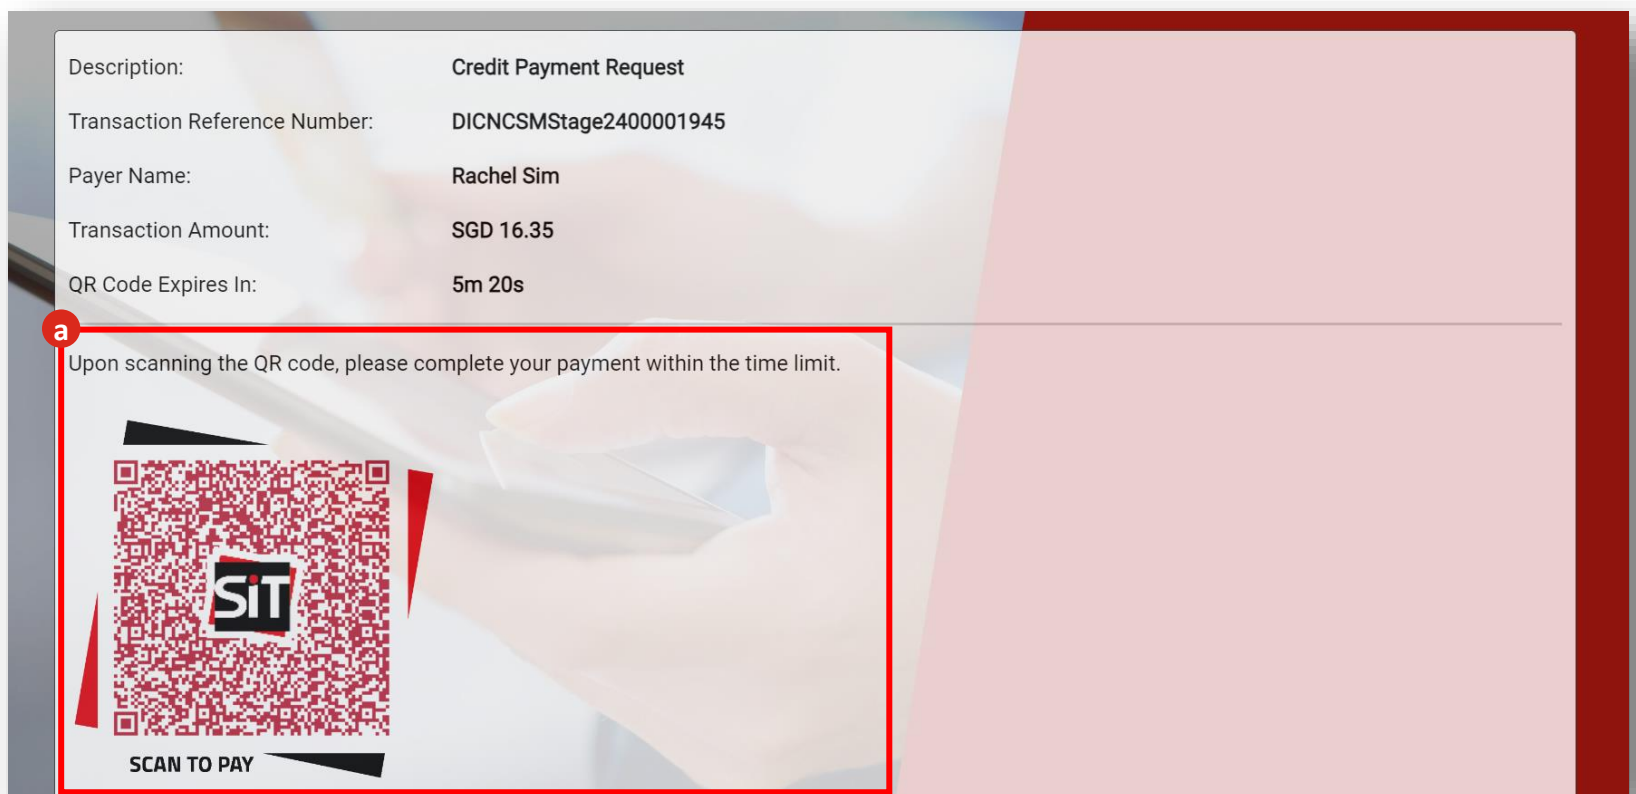 Description: Credit Payment Request
Transaction Reference Number: DICNCSMStage2400001945
Payer Name: Rachel Sim
Transaction Amount: SGD 16.35
QR Code Expires In: 5m 20s
a
Upon scanning the QR code, please complete your payment within the time limit.
SiT
SCAN TO PAY